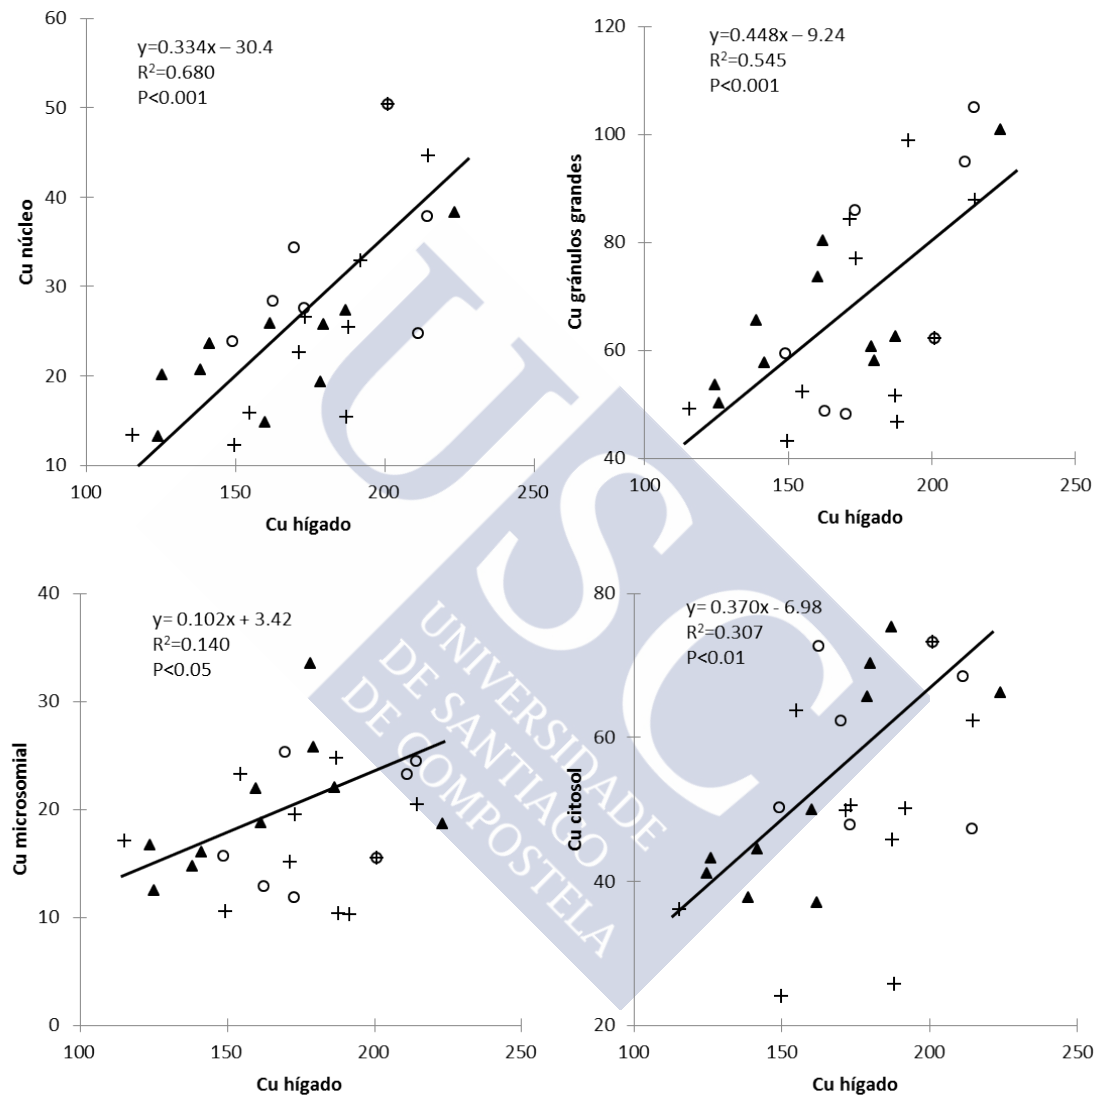 60
50
40
30
20
10
100
150
200
250
Cu núcleo
Cu hígado
y=0.334x – 30.4
R²=0.680
P<0.001
120
100
80
60
40
100
150
200
250
Cu gránulos grandes
Cu hígado
y=0.448x – 9.24
R²=0.545
P<0.001
40
30
20
10
0
100
150
200
250
Cu microsomial
Cu hígado
y= 0.102x + 3.42
R²=0.140
P<0.05
80
60
40
20
100
150
200
250
Cu citosol
Cu hígado
y= 0.370x - 6.98
R²=0.307
P<0.01
USC
UNIVERSIDADE
DE SANTIAGO
DE COMPOSTELA